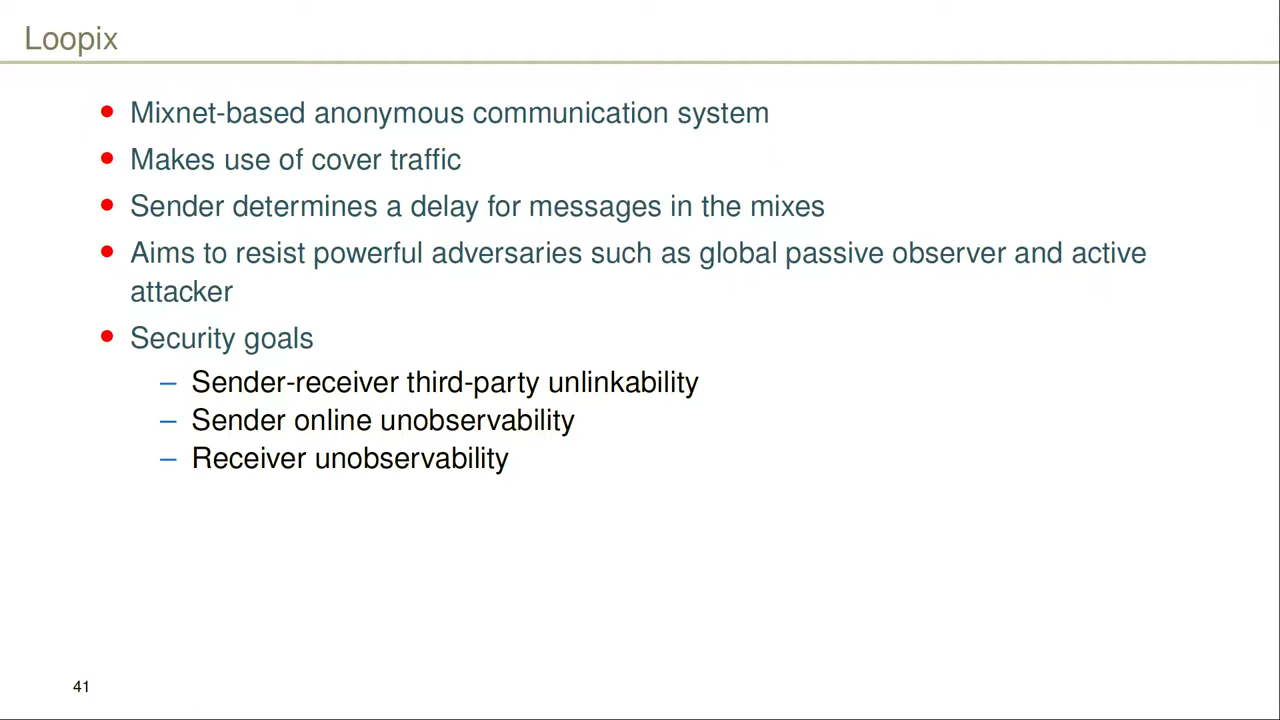 Loopix
• Mixnet-based anonymous communication system
• Makes use of cover traffic
• Sender determines a delay for messages in the mixes
• Aims to resist powerful adversaries such as global passive observer and active
attacker
• Security goals
– Sender-receiver third-party unlinkability
– Sender online unobservability
– Receiver unobservability
41